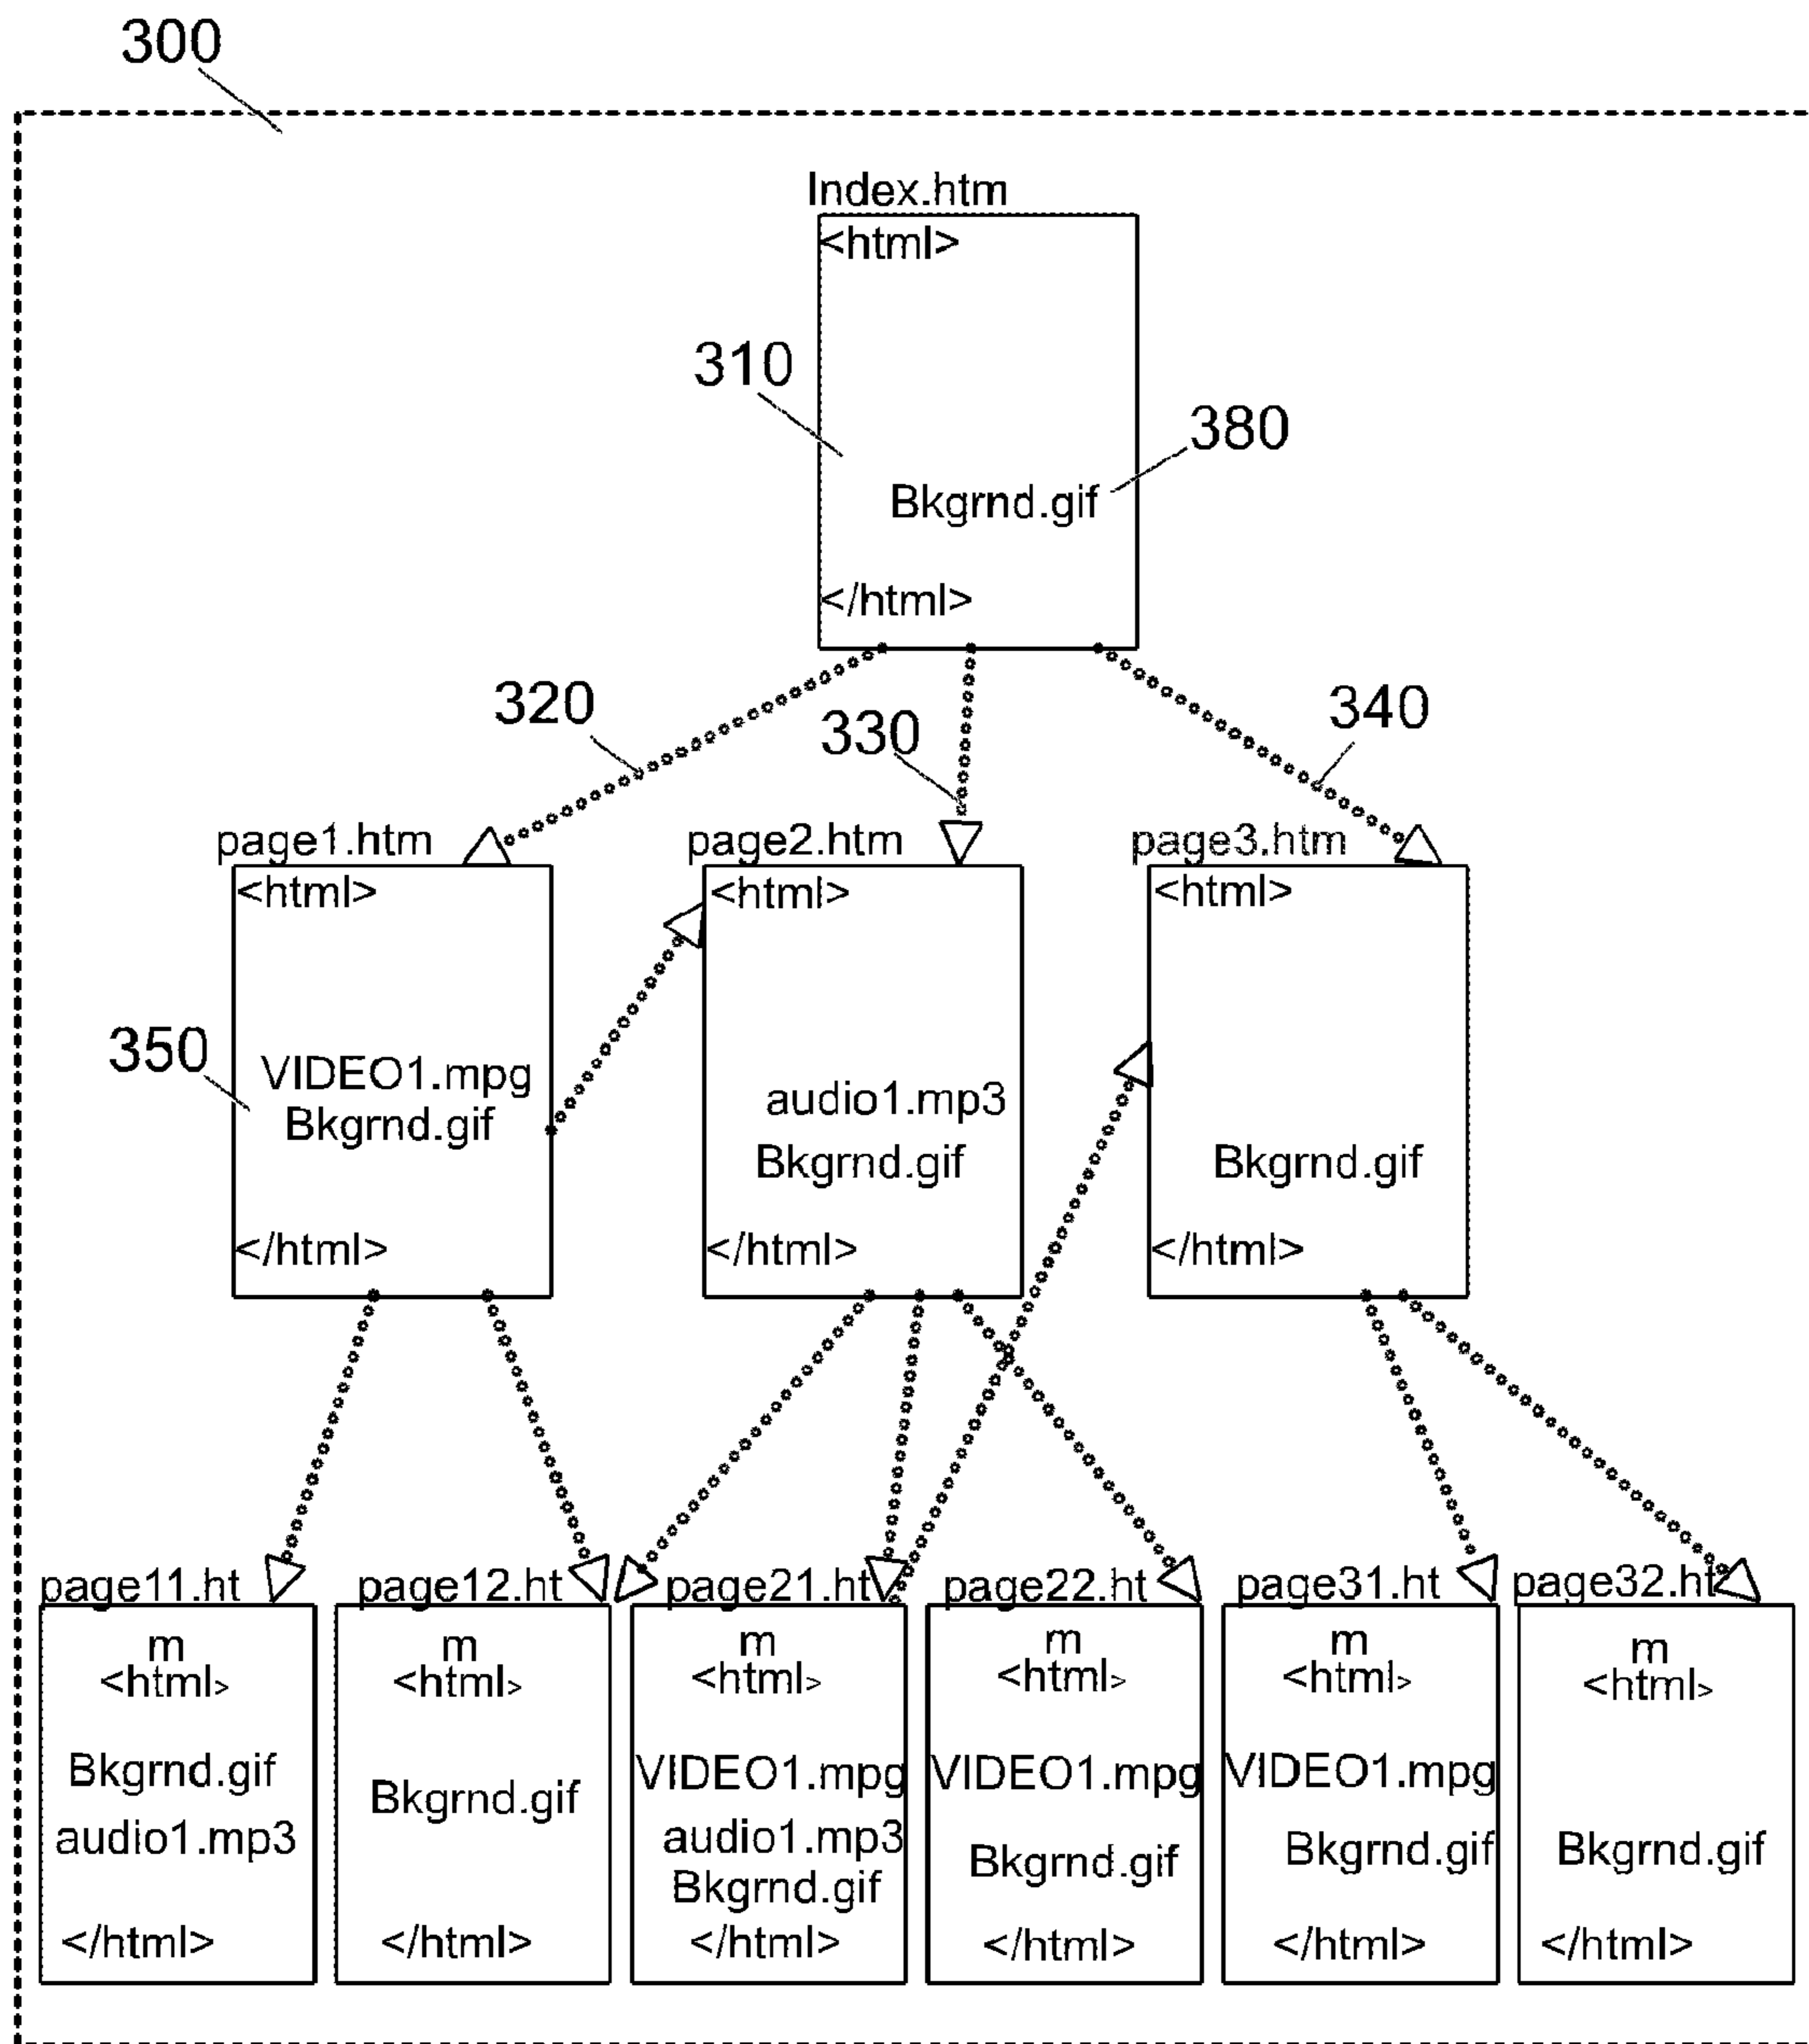 300
Index.htm
<html>
310
380
Bkgrnd.gif
</html>
320
330
340
page1.htm
<html>
350
VIDEO1.mpg
Bkgrnd.gif
</html>
page2.htm
<html>
audio1.mp3
Bkgrnd.gif
</html>
page3.htm
<html>
Bkgrnd.gif
</html>
page11.ht
m
<html>
Bkgrnd.gif
audio1.mp3
</html>
page12.ht
m
<html>
Bkgrnd.gif
</html>
page21.ht
m
<html>
VIDEO1.mpg
audio1.mp3
Bkgrnd.gif
</html>
page22.ht
m
<html>
VIDEO1.mpg
Bkgrnd.gif
</html>
page31.ht
m
<html>
VIDEO1.mpg
Bkgrnd.gif
</html>
page32.ht
m
<html>
Bkgrnd.gif
</html>